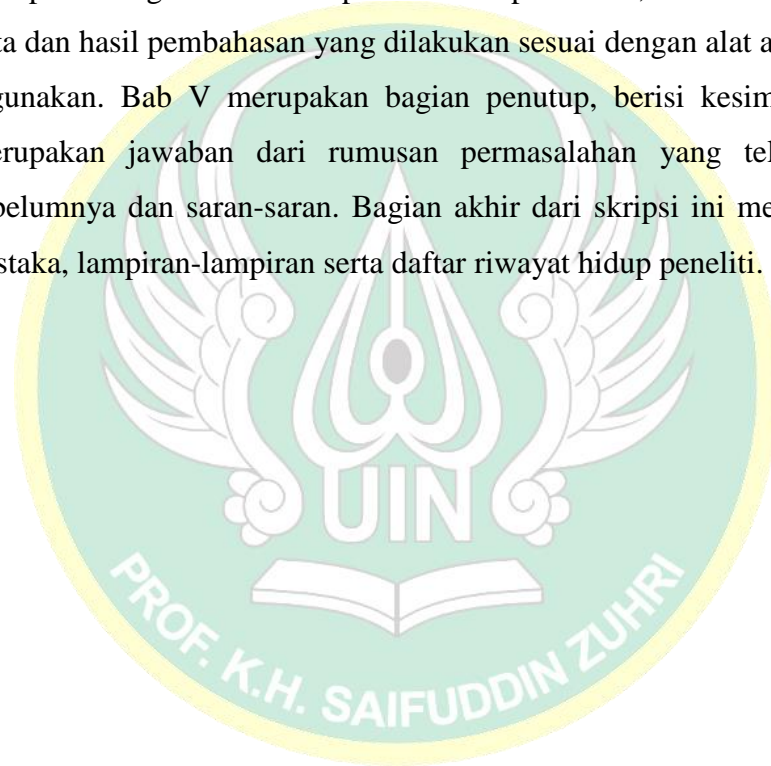 ta dan hasil pembahasan yang dilakukan sesuai dengan alat a
gunakan. Bab V merupakan bagian penutup, berisi kesim
erupakan jawaban dari rumusan permasalahan yang tel
belumnya dan saran-saran. Bagian akhir dari skripsi ini me
staka, lampiran-lampiran serta daftar riwayat hidup peneliti.
UIN
PROF. K.H. SAIFUDDIN ZUHRI